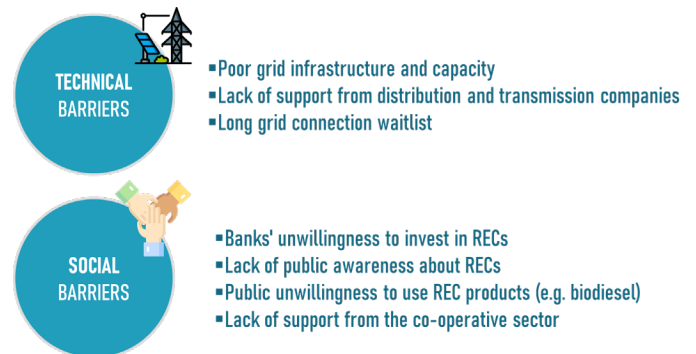 TECHNICAL
BARRIERS
▪Poor grid infrastructure and capacity
▪Lack of support from distribution and transmission companies
▪Long grid connection waitlist
SOCIAL
BARRIERS
▪Banks' unwillingness to invest in RECs
▪Lack of public awareness about RECs
▪Public unwillingness to use REC products (e.g. biodiesel)
▪Lack of support from the co-operative sector